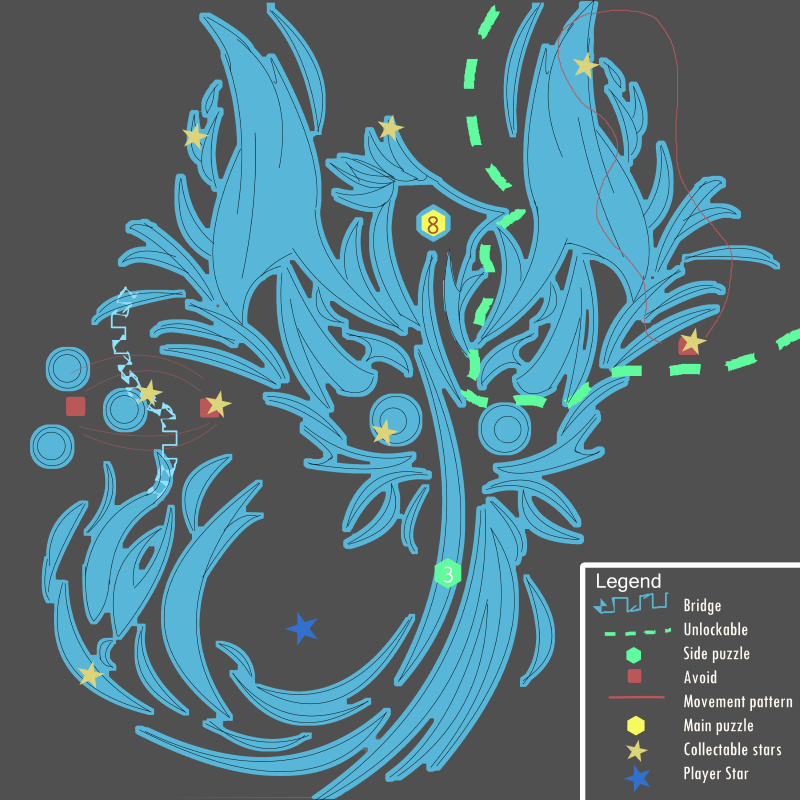 8
3
Legend
Bridge
Unlockable
Side puzzle
Avoid
Movement pattern
Main puzzle
Collectable stars
Player Star